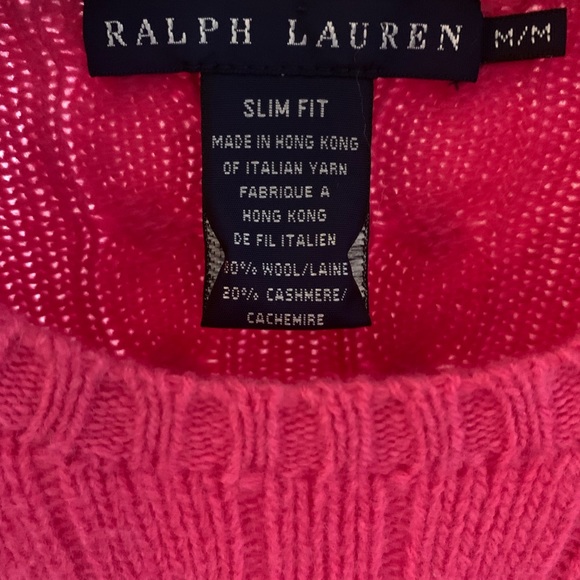 RALPH LAUREN
M/M
SLIM FIT
MADE IN HONG KONG
OF ITALIAN YARN
FABRIQUE A
HONG KONG
DE FIL ITALIEN
80% WOOL/LAINE
20% CASHMERE/
CACHEMIRE